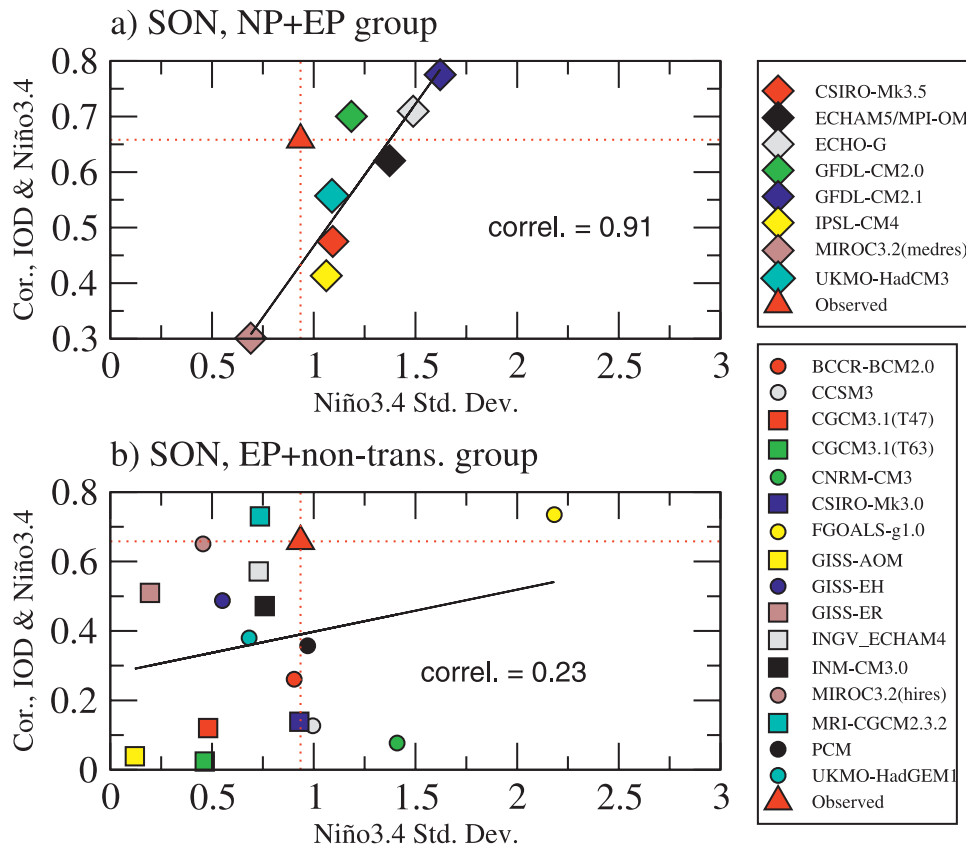 a) SON, NP+EP group
Cor., IOD & Niño3.4
0.8
0.7
0.6
0.5
0.4
0.3
correl. = 0.91
0
0.5
1
1.5
2
2.5
3
Niño3.4 Std. Dev.
CSIRO-Mk3.5
ECHAM5/MPI-OM
ECHO-G
GFDL-CM2.0
GFDL-CM2.1
IPSL-CM4
MIROC3.2(medres)
UKMO-HadCM3
Observed
b) SON, EP+non-trans. group
Cor., IOD & Niño3.4
0.8
0.6
0.4
0.2
0
correl. = 0.23
0
0.5
1
1.5
2
2.5
3
Niño3.4 Std. Dev.
BCCR-BCM2.0
CCSM3
CGCM3.1(T47)
CGCM3.1(T63)
CNRM-CM3
CSIRO-Mk3.0
FGOALS-g1.0
GISS-AOM
GISS-EH
GISS-ER
INGV_ECHAM4
INM-CM3.0
MIROC3.2(hires)
MRI-CGCM2.3.2
PCM
UKMO-HadGEM1
Observed